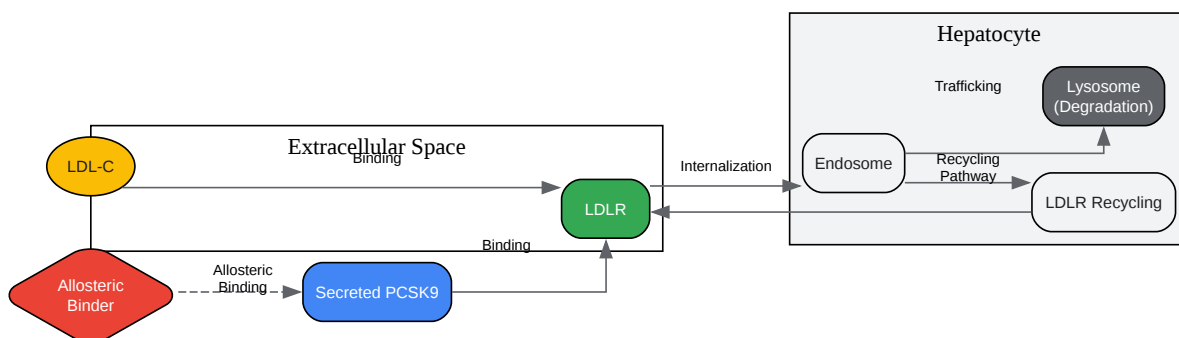 Hepatocyte
Trafficking
Lysosome
(Degradation)
Extracellular Space
Binding
LDL-C
Internalization
Endosome
Recycling
Pathway
LDLR
LDLR Recycling
Binding
Allosteric
Binding
Allosteric
Binder
Secreted PCSK9